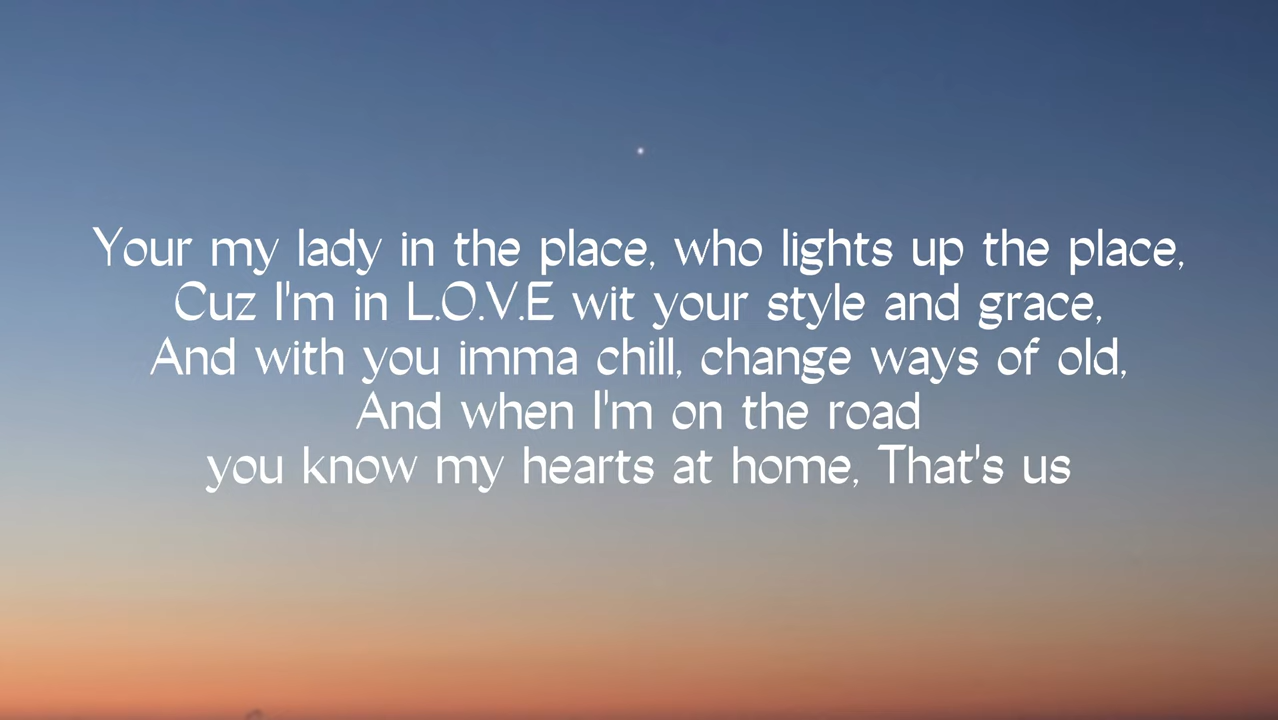 Your my lady in the place, who lights up the place,
Cuz I'm in L.O.V.E wit your style and grace,
And with you imma chill, change ways of old,
And when I'm on the road
you know my hearts at home, That's us